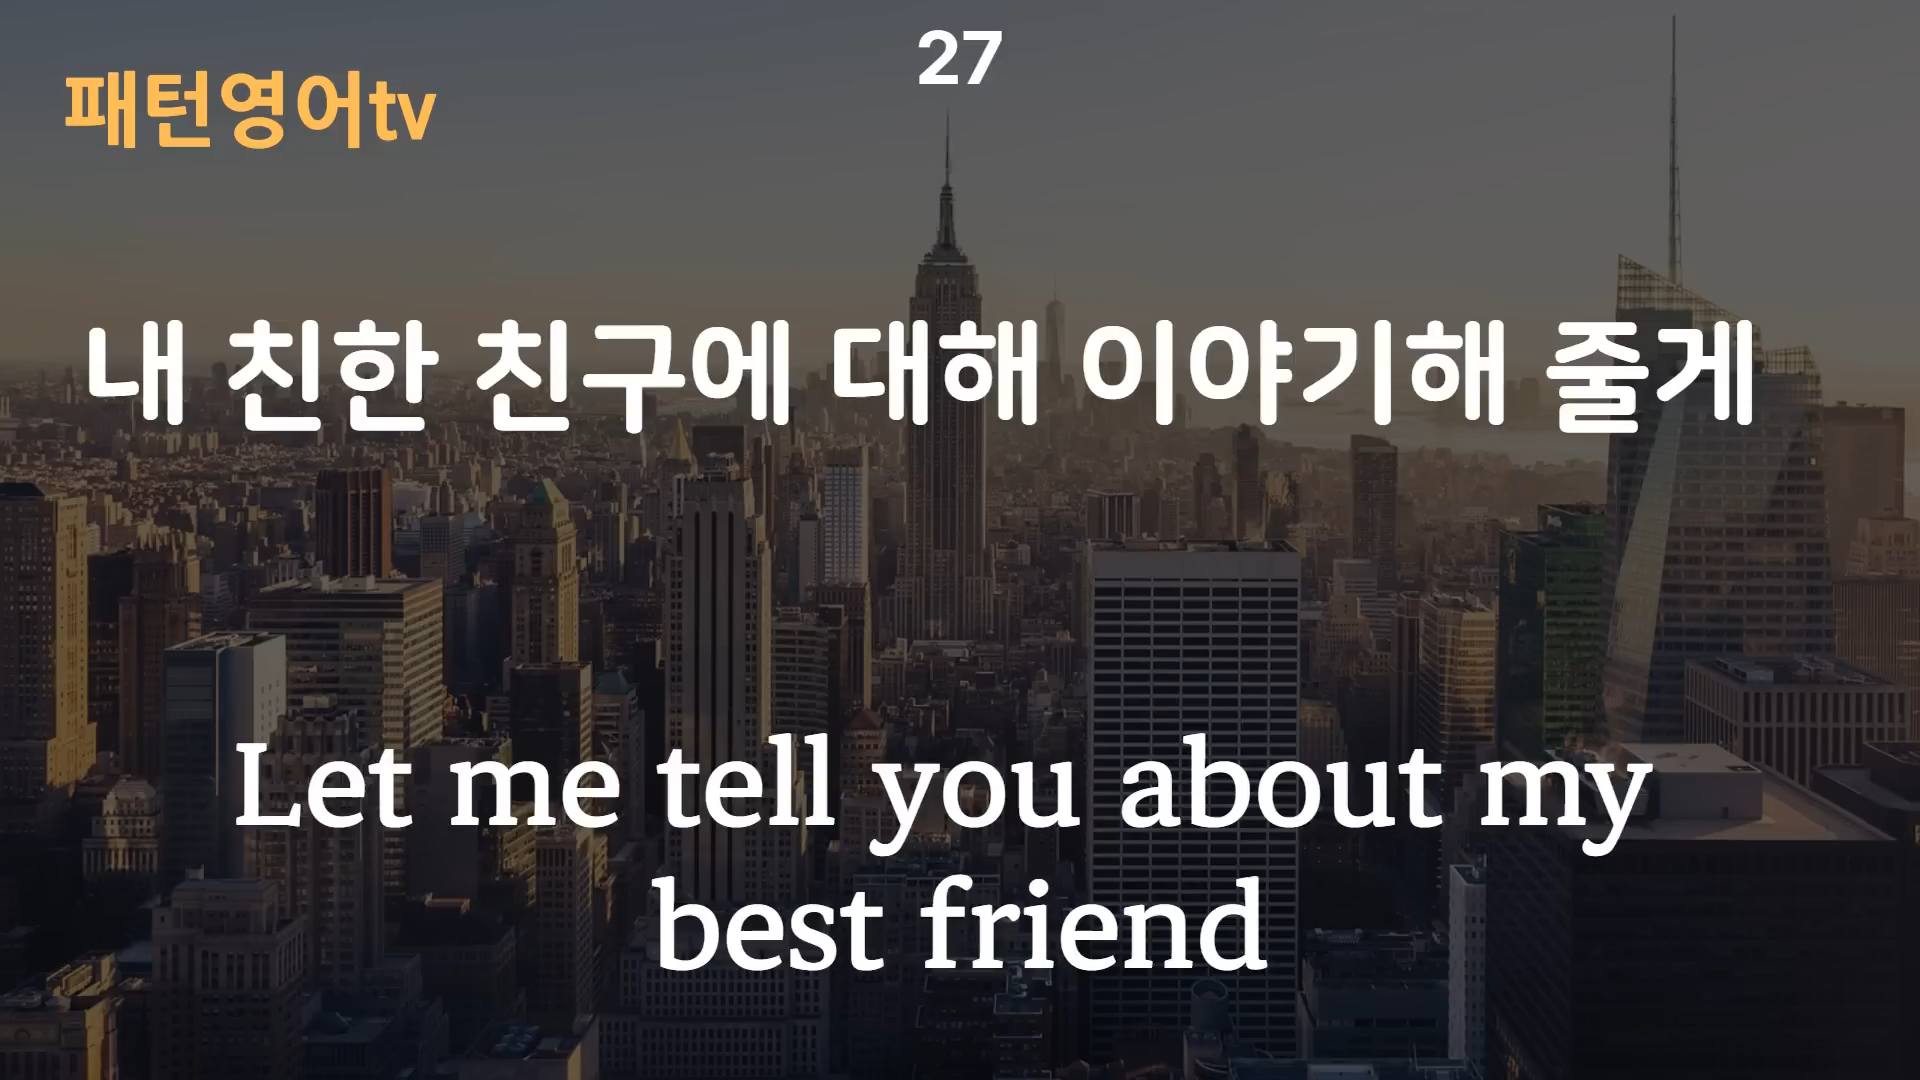 27
패턴영어tv
내 친한 친구에 대해 이야기해 줄게
Let me tell you about my
best friend